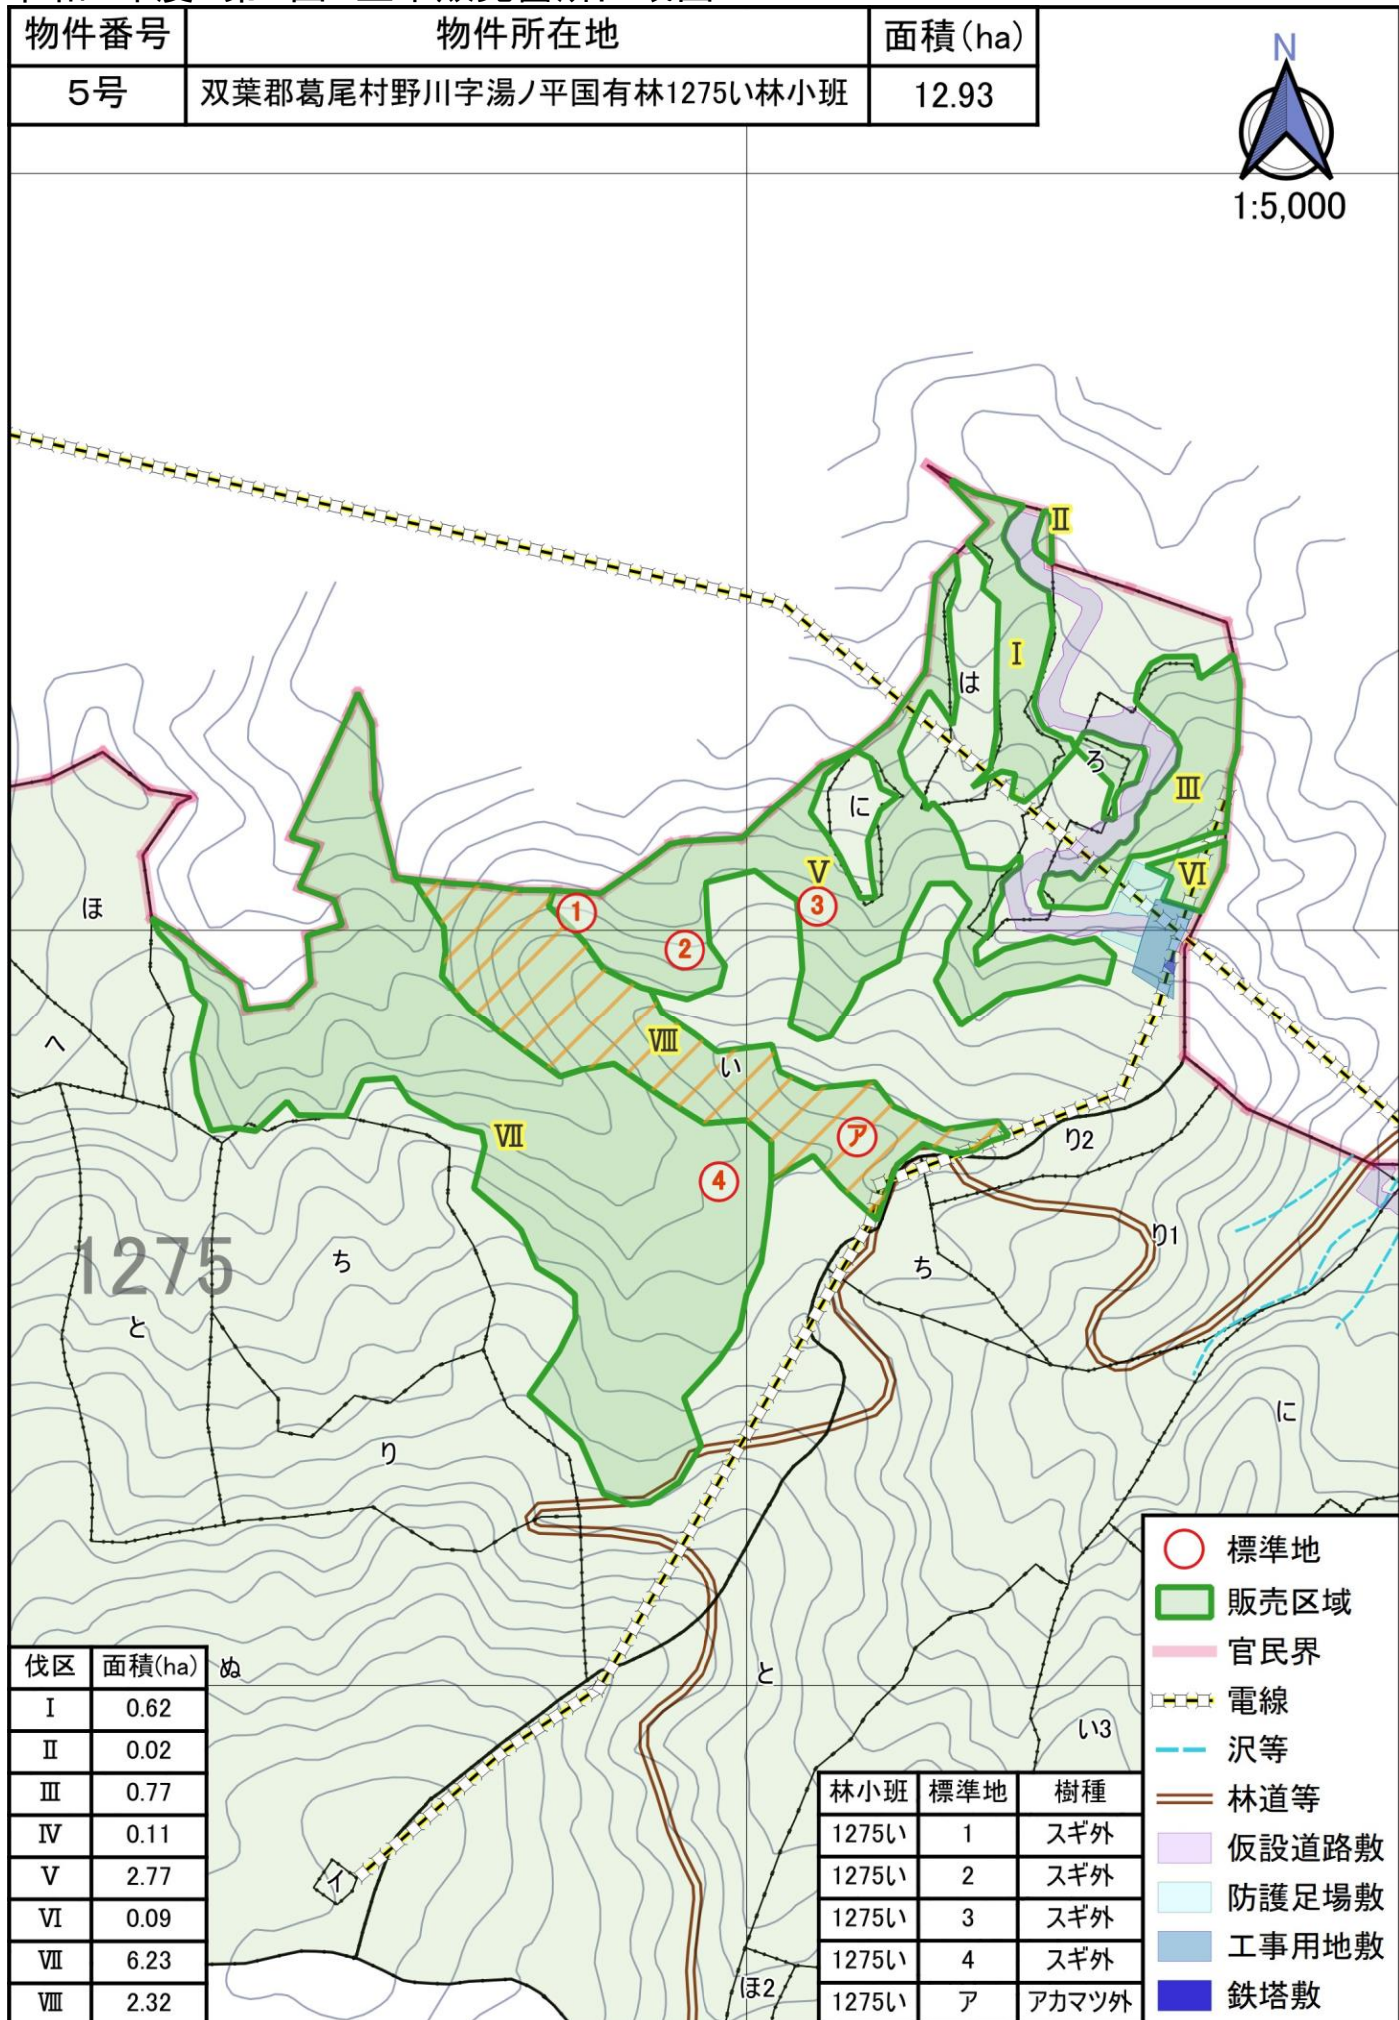 物件番号 物件所在地 面積(ha)
5号 双葉郡葛尾村野川字湯ノ平国有林1275い林小班 12.93
N
1:5,000
Ⅱ
Ⅰ
は
ろ
Ⅲ
に
Ⅴ
Ⅵ
ほ
1
3
2
へ
Ⅷ
い
Ⅶ
ア
り2
4
り1
ち
ち
1275
と
に
り
ぬ
と
い3
イ
ほ2
標準地
販売区域
官民界
電線
沢等
林道等
仮設道路敷
防護足場敷
工事用地敷
鉄塔敷
伐区 面積(ha)
Ⅰ 0.62
Ⅱ 0.02
Ⅲ 0.77
Ⅳ 0.11
Ⅴ 2.77
Ⅵ 0.09
Ⅶ 6.23
Ⅷ 2.32
林小班 標準地 樹種
1275い 1 スギ外
1275い 2 スギ外
1275い 3 スギ外
1275い 4 スギ外
1275い ア アカマツ外